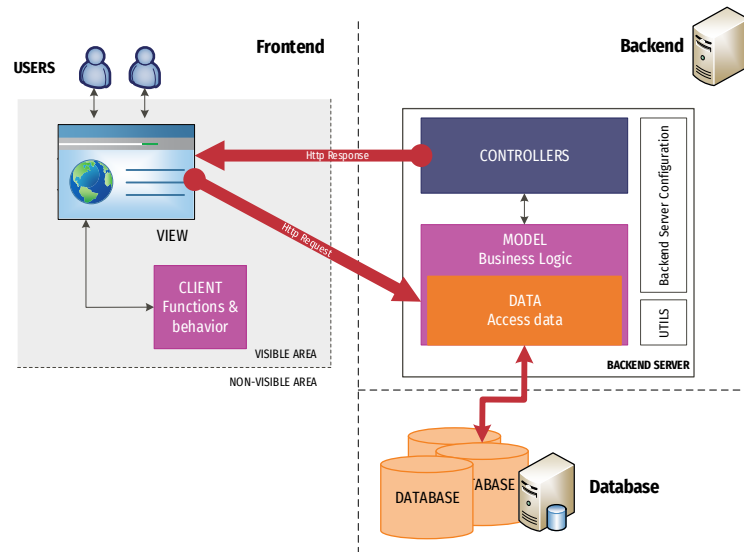 Frontend
Backend
USERS
Http Response
CONTROLLERS
Backend Server Configuration
VIEW
Http Request
MODEL
Business Logic
CLIENT
Functions &
behavior
DATA
Access data
UTILS
VISIBLE AREA
BACKEND SERVER
NON-VISIBLE AREA
DATABASE
TABASE
Database